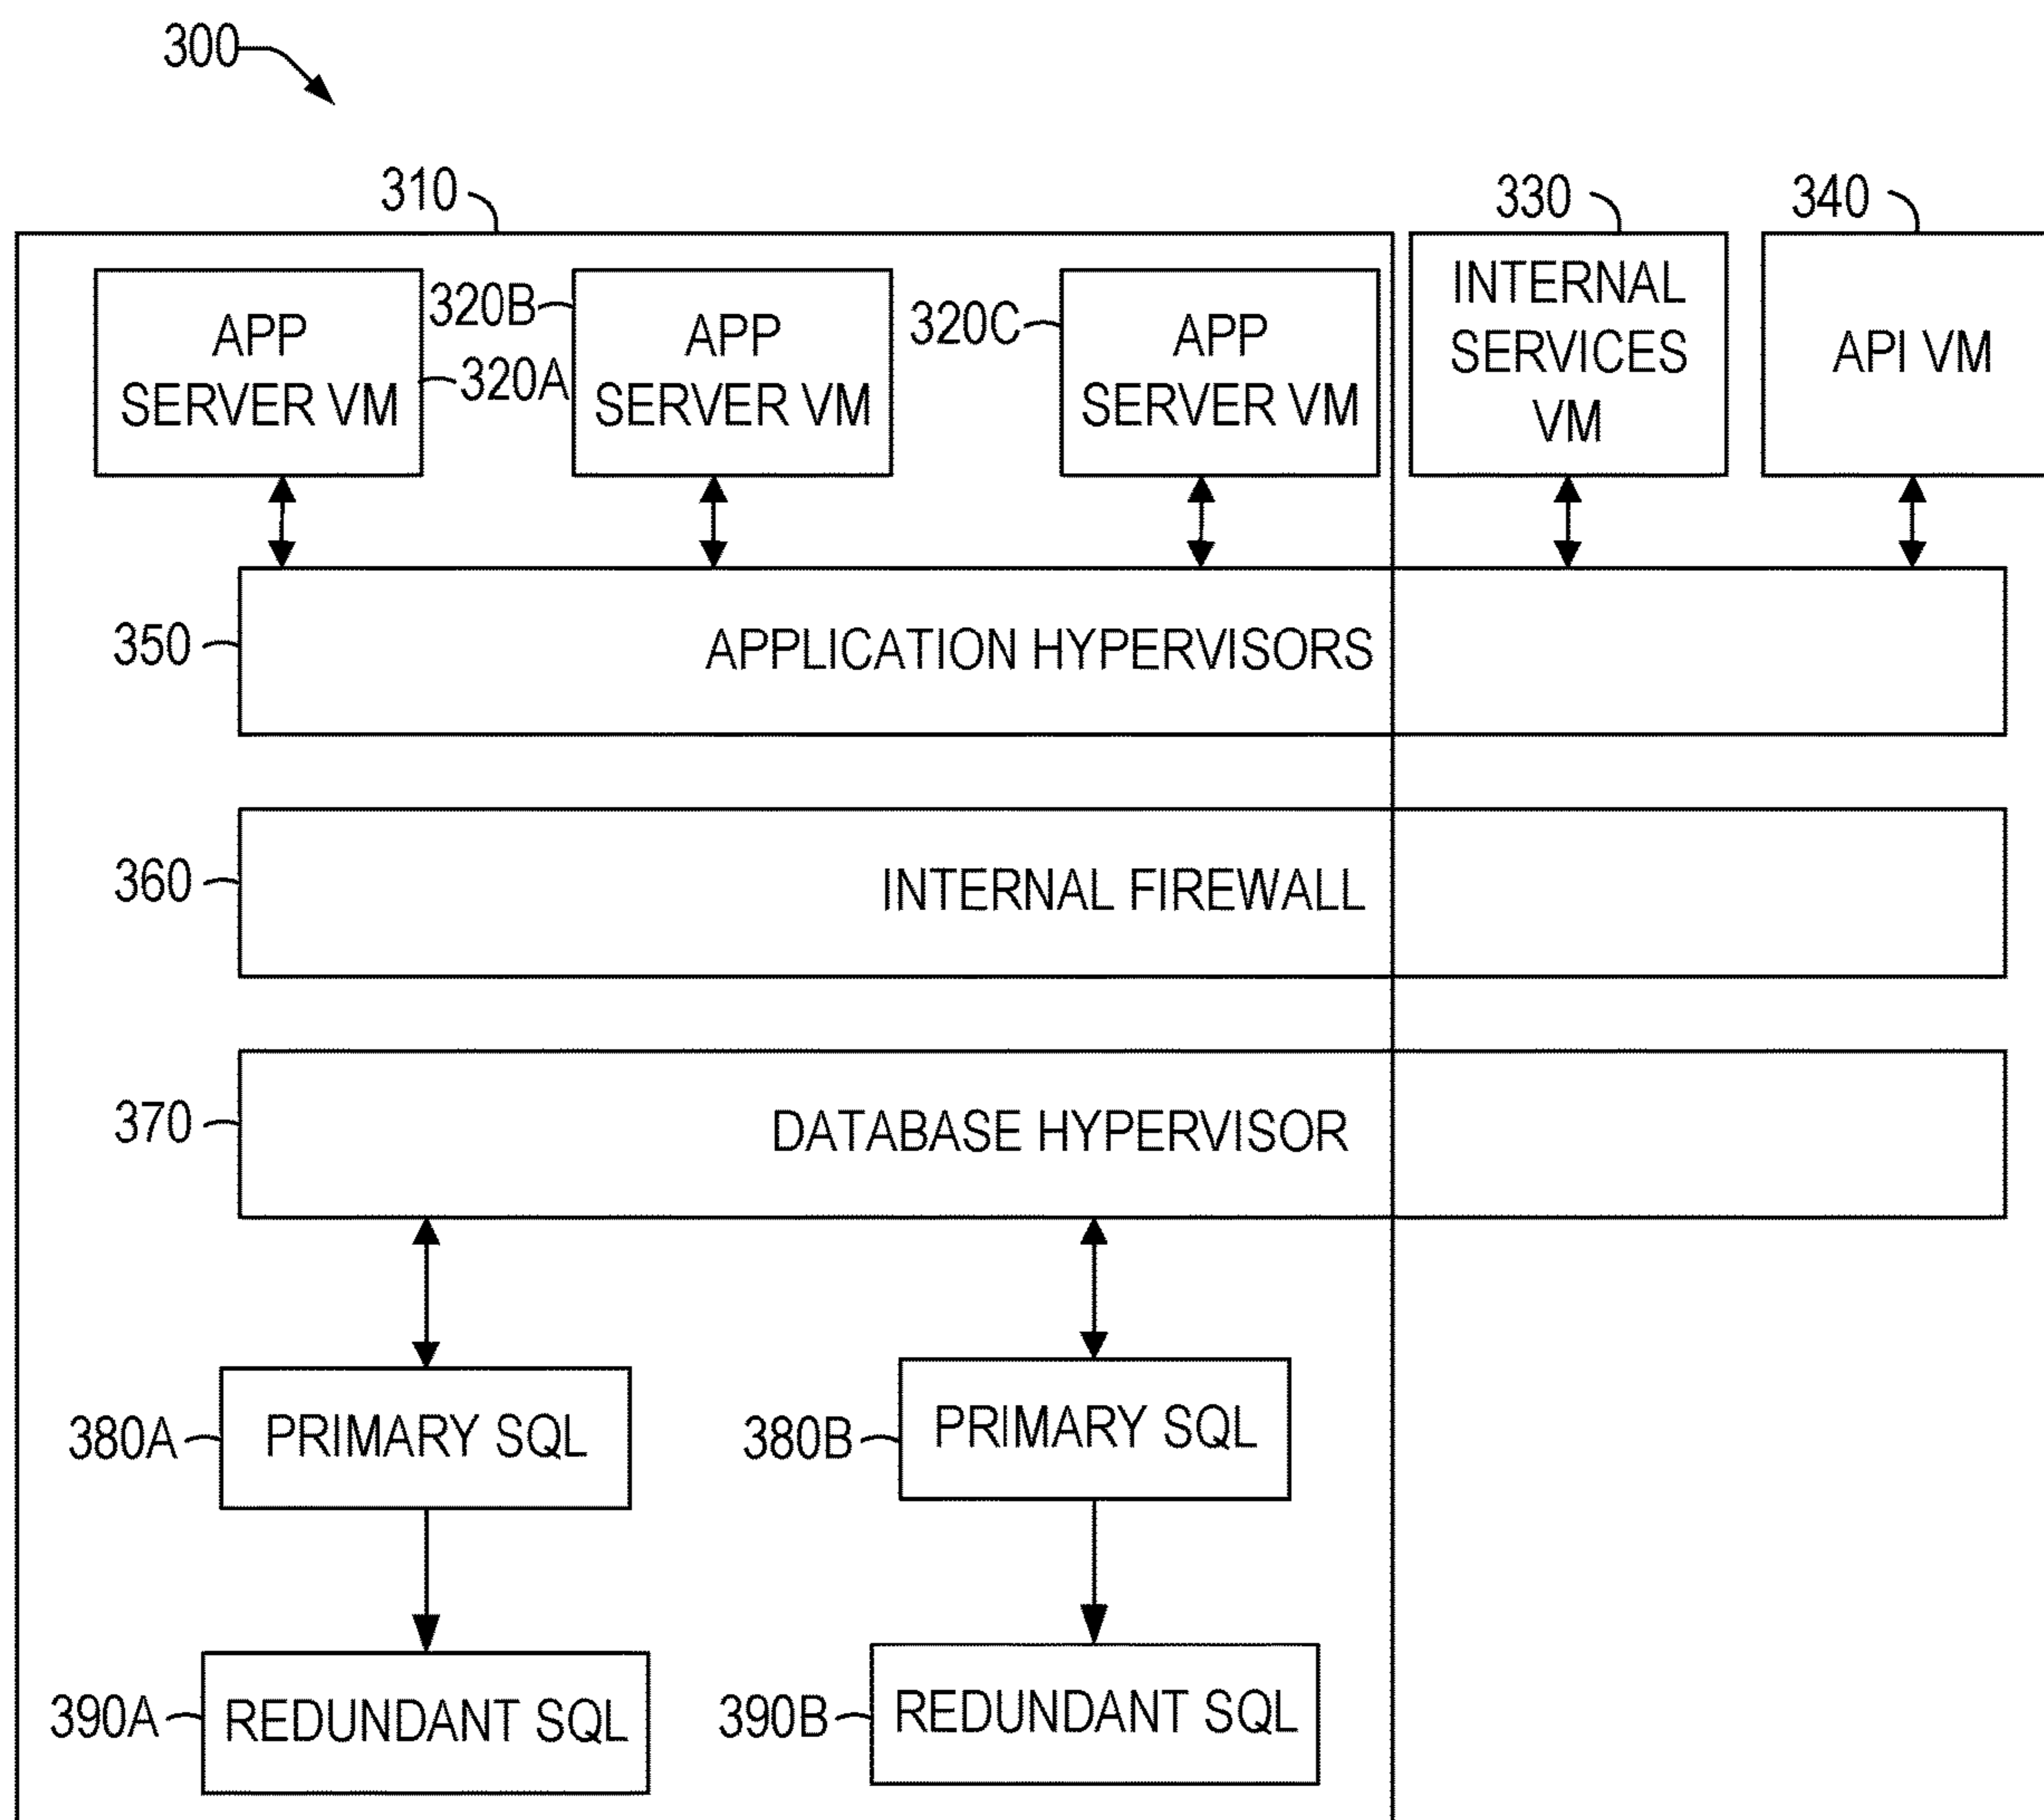 300
310
330
340
APP
SERVER VM
320A
320B
APP
SERVER VM
320C
APP
SERVER VM
INTERNAL
SERVICES
VM
API VM
350
APPLICATION HYPERVISORS
360
INTERNAL FIREWALL
370
DATABASE HYPERVISOR
380A
PRIMARY SQL
380B
PRIMARY SQL
390A
REDUNDANT SQL
390B
REDUNDANT SQL